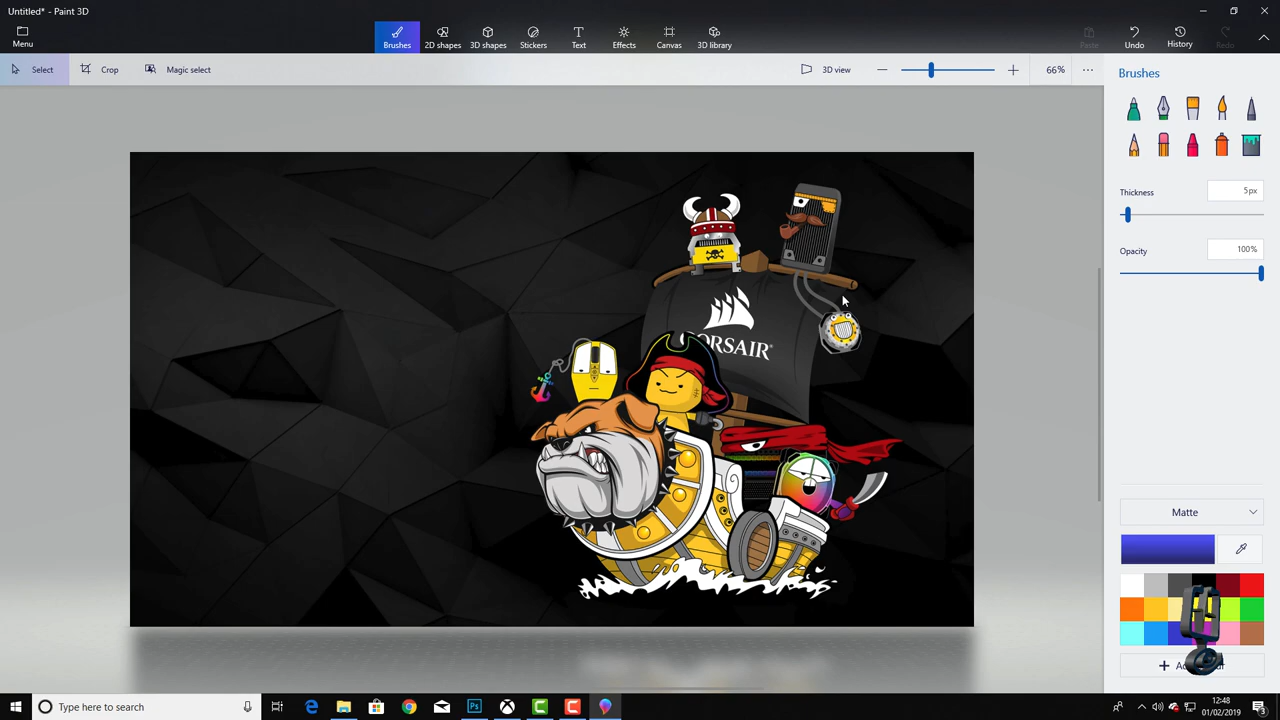 Untitled* - Paint 3D
Menu
Brushes
2D shapes
3D shapes
Stickers
Text
Effects
Canvas
3D library
Paste
Undo
History
Redo
Select
Crop
Magic select
3D view
66%
Brushes
Thickness
5px
Opacity
100%
CORSAIR
Matte
Type here to search
Ps
12:48
01/02/2019
3